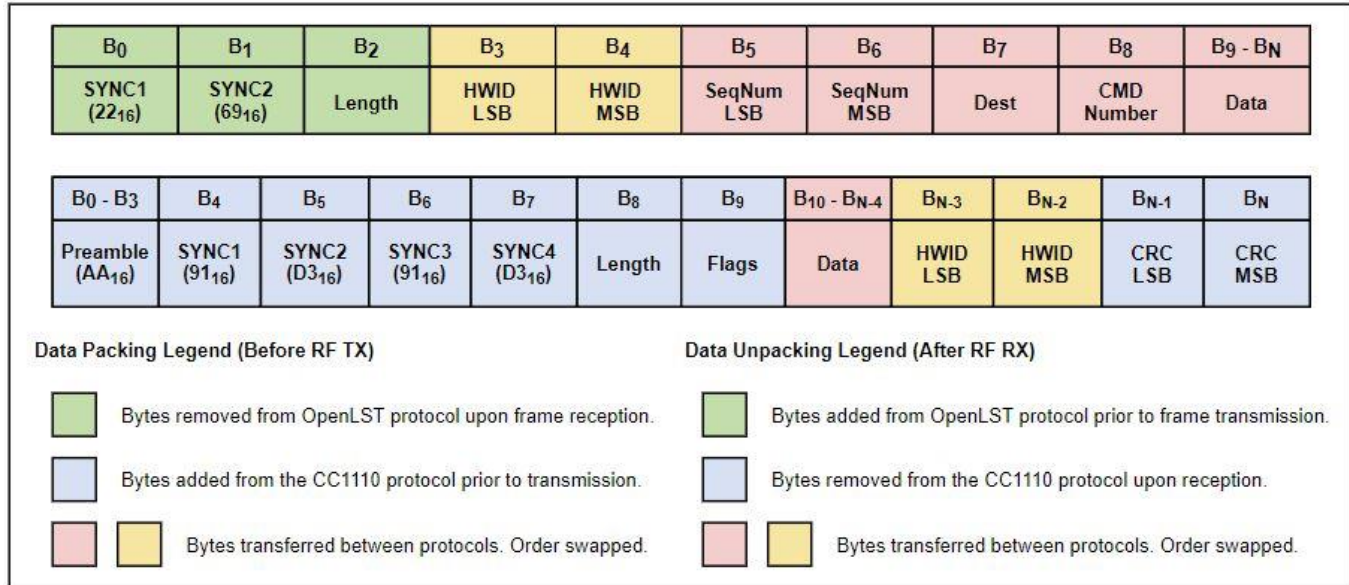 B0 B1 B2 B3 B4 B5 B6 B7 B8 B9 - BN
SYNC1 (2216) SYNC2 (6916) Length HWID LSB HWID MSB SeqNum LSB SeqNum MSB Dest CMD Number Data
B0 - B3 B4 B5 B6 B7 B8 B9 B10 - BN-4 BN-3 BN-2 BN-1 BN
Preamble (AA16) SYNC1 (9116) SYNC2 (D316) SYNC3 (9116) SYNC4 (D316) Length Flags Data HWID LSB HWID MSB CRC LSB CRC MSB
Data Packing Legend (Before RF TX)
Bytes removed from OpenLST protocol upon frame reception.
Bytes added from the CC1110 protocol prior to transmission.
Bytes transferred between protocols. Order swapped.
Data Unpacking Legend (After RF RX)
Bytes added from OpenLST protocol prior to frame transmission.
Bytes removed from the CC1110 protocol upon reception.
Bytes transferred between protocols. Order swapped.